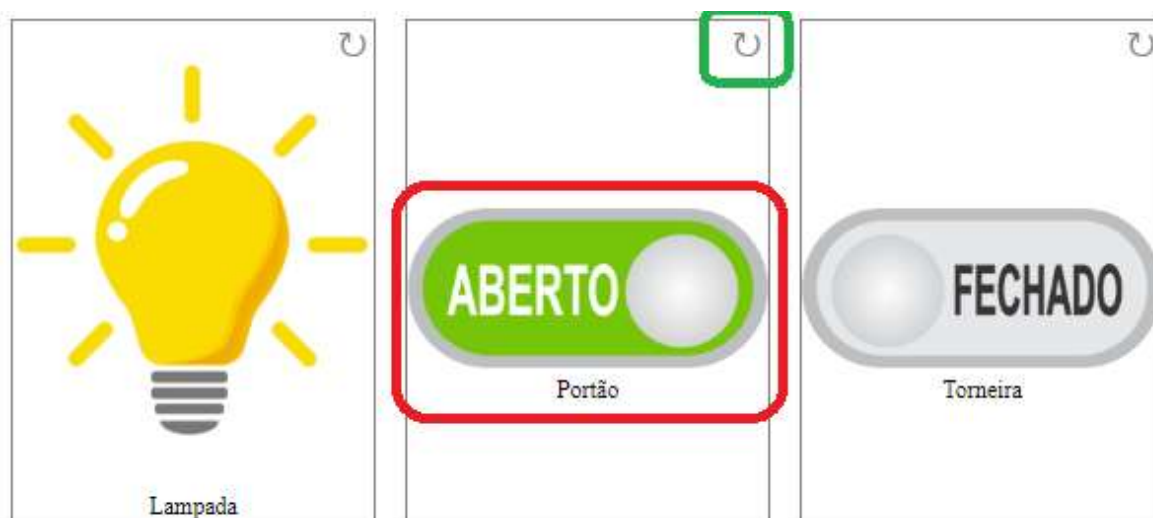 ABERTO
FECHADO
Portão
Torneira
Lampada